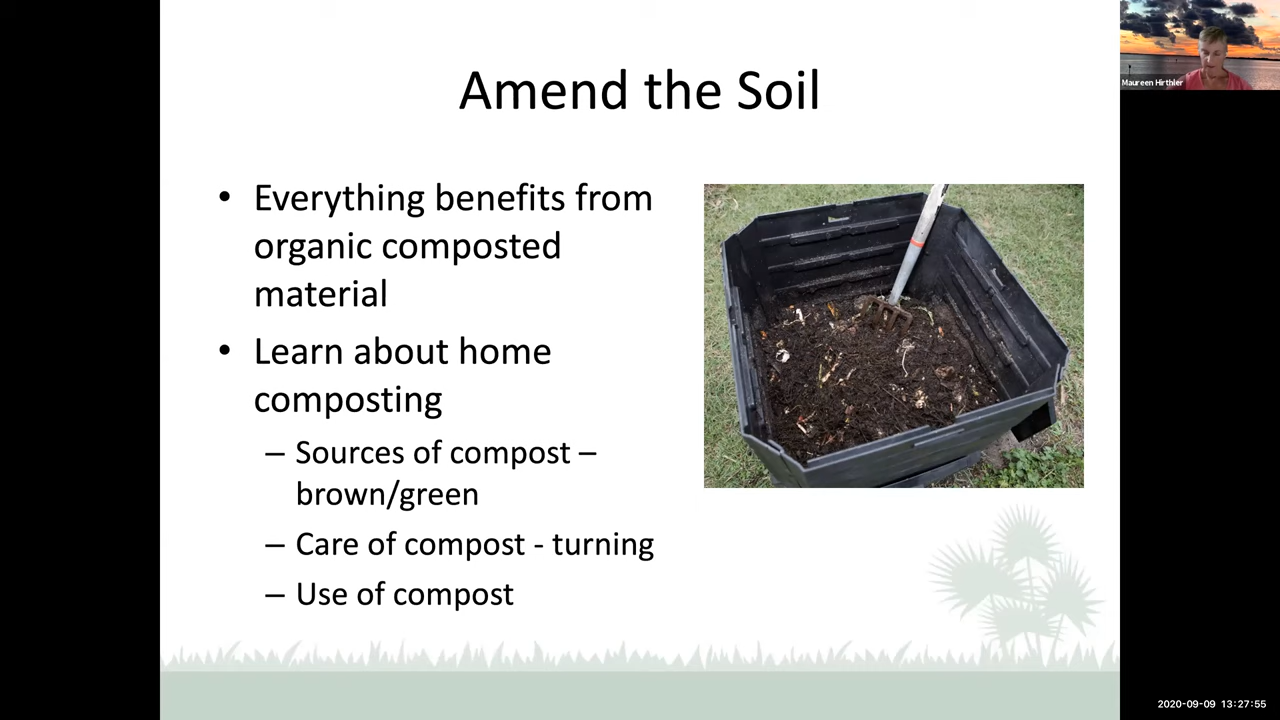 Amend the Soil
• Everything benefits from
organic composted
material
• Learn about home
composting
– Sources of compost –
brown/green
– Care of compost - turning
– Use of compost
Maureen Hirthler
2020-09-09 13:27:55